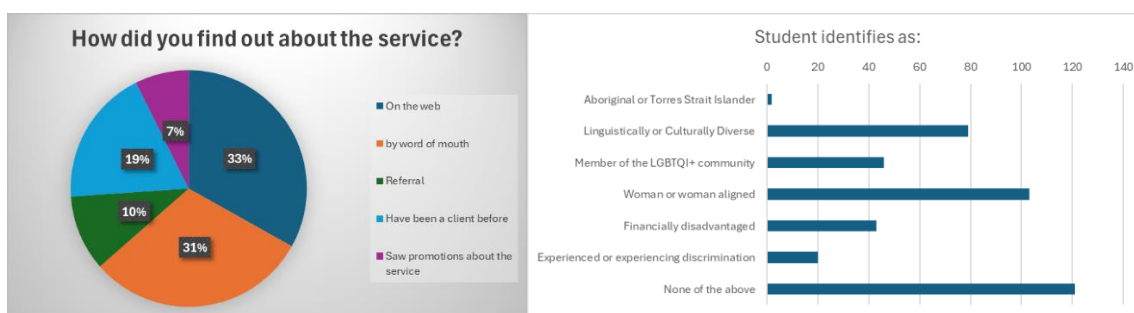 How did you find out about the service?
33%
31%
10%
19%
7%
On the web
by word of mouth
Referral
Have been a client before
Saw promotions about the
service
Student identifies as:
0 20 40 60 80 100 120 140
Aboriginal or Torres Strait Islander
Linguistically or Culturally Diverse
Member of the LGBTQI+ community
Woman or woman aligned
Financially disadvantaged
Experienced or experiencing discrimination
None of the above